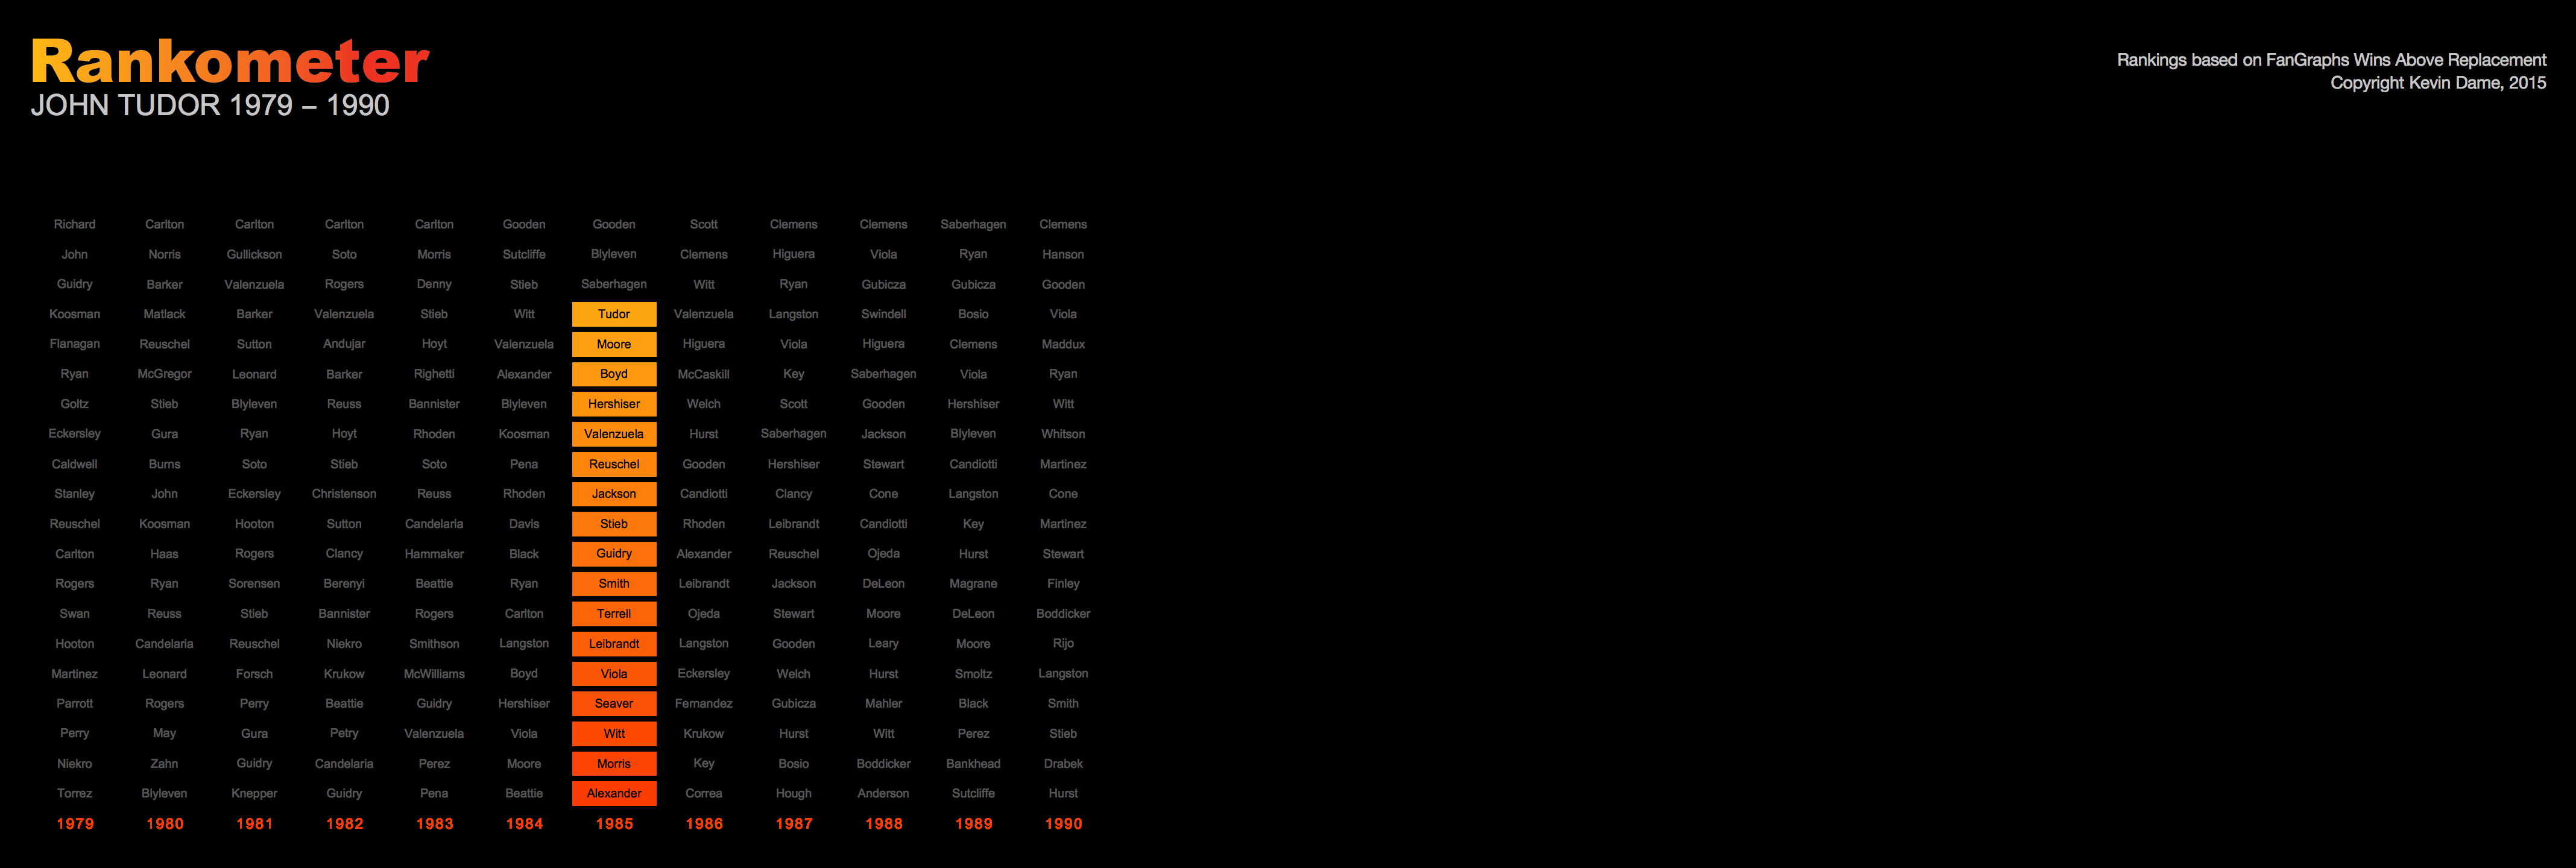 Rankometer
JOHN TUDOR 1979 – 1990
Rankings based on FanGraphs Wins Above Replacement
Copyright Kevin Dame, 2015
Richard Carlton Carlton Carlton Carlton Gooden Gooden Scott Clemens Clemens Saberhagen Clemens
John Norris Gullickson Soto Morris Sutcliffe Blyleven Clemens Higuera Viola Ryan Hanson
Guidry Barker Valenzuela Rogers Denny Stieb Saberhagen Witt Ryan Gubicza Gubicza Gooden
Koosman Matlack Barker Valenzuela Stieb Witt Tudor Valenzuela Langston Swindell Bosio Viola
Flanagan Reuschel Sutton Andujar Hoyt Valenzuela Moore Higuera Viola Higuera Clemens Maddux
Ryan McGregor Leonard Barker Righetti Alexander Boyd McCaskill Key Saberhagen Viola Ryan
Goltz Stieb Blyleven Reuss Bannister Blyleven Hershiser Welch Scott Gooden Hershiser Witt
Eckersley Gura Ryan Hoyt Rhoden Koosman Valenzuela Hurst Saberhagen Jackson Blyleven Whitson
Caldwell Burns Soto Stieb Soto Pena Reuschel Gooden Hershiser Stewart Candiotti Martinez
Stanley John Eckersley Christenson Reuss Rhoden Jackson Candiotti Clancy Cone Langston Cone
Reuschel Koosman Hooton Sutton Candelaria Davis Stieb Rhoden Leibrandt Candiotti Key Martinez
Carlton Haas Rogers Clancy Hammaker Black Guidry Alexander Reuschel Ojeda Hurst Stewart
Rogers Ryan Sorensen Berenyi Beattie Ryan Smith Leibrandt Jackson DeLeon Magrane Finley
Swan Reuss Stieb Bannister Rogers Carlton Terrell Ojeda Stewart Moore DeLeon Boddicker
Hooton Candelaria Reuschel Niekro Smithson Langston Leibrandt Langston Gooden Leary Moore Rijo
Martinez Leonard Forsch Krukow McWilliams Boyd Viola Eckersley Welch Hurst Smoltz Langston
Parrott Rogers Perry Beattie Guidry Hershiser Seaver Fernandez Gubicza Mahler Black Smith
Perry May Gura Petry Valenzuela Viola Witt Krukow Hurst Witt Perez Stieb
Niekro Zahn Guidry Candelaria Perez Moore Morris Key Bosio Boddicker Bankhead Drabek
Torrez Blyleven Knepper Guidry Pena Beattie Alexander Correa Hough Anderson Sutcliffe Hurst
1979 1980 1981 1982 1983 1984 1985 1986 1987 1988 1989 1990